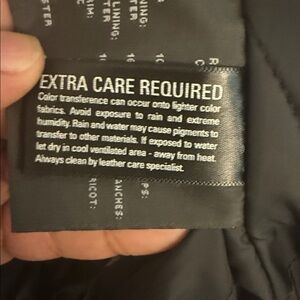 EXTRA CARE REQUIRED
Color transference can occur onto lighter color
fabrics. Avoid exposure to rain and extreme
humidity. Rain and water may cause pigments to
transfer to other materials. If exposed to water
let dry in cool ventilated area - away from heat.
Always clean by leather care specialist.
LINING: